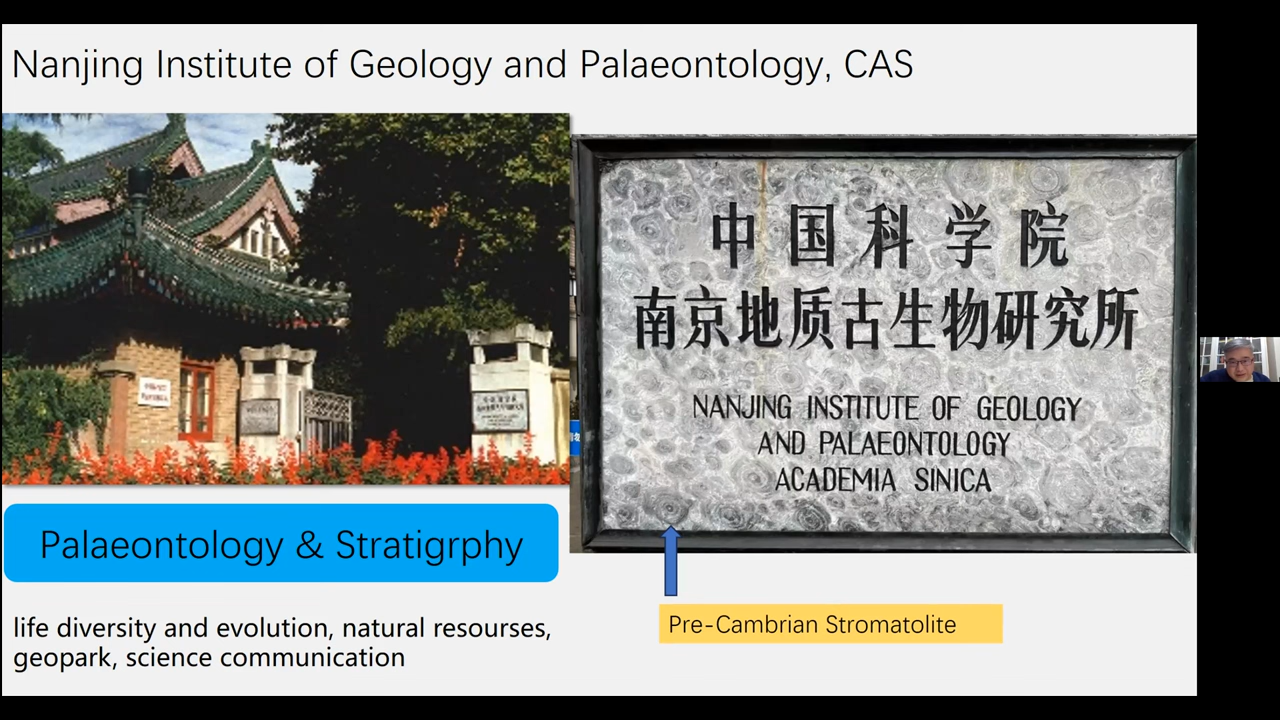 Nanjing Institute of Geology and Palaeontology, CAS
中国科学院
南京地质古生物研究所
NANJING INSTITUTE OF GEOLOGY
AND PALAEONTOLOGY
ACADEMIA SINICA
Palaeontology & Stratigrphy
Pre-Cambrian Stromatolite
life diversity and evolution, natural resourses,
geopark, science communication